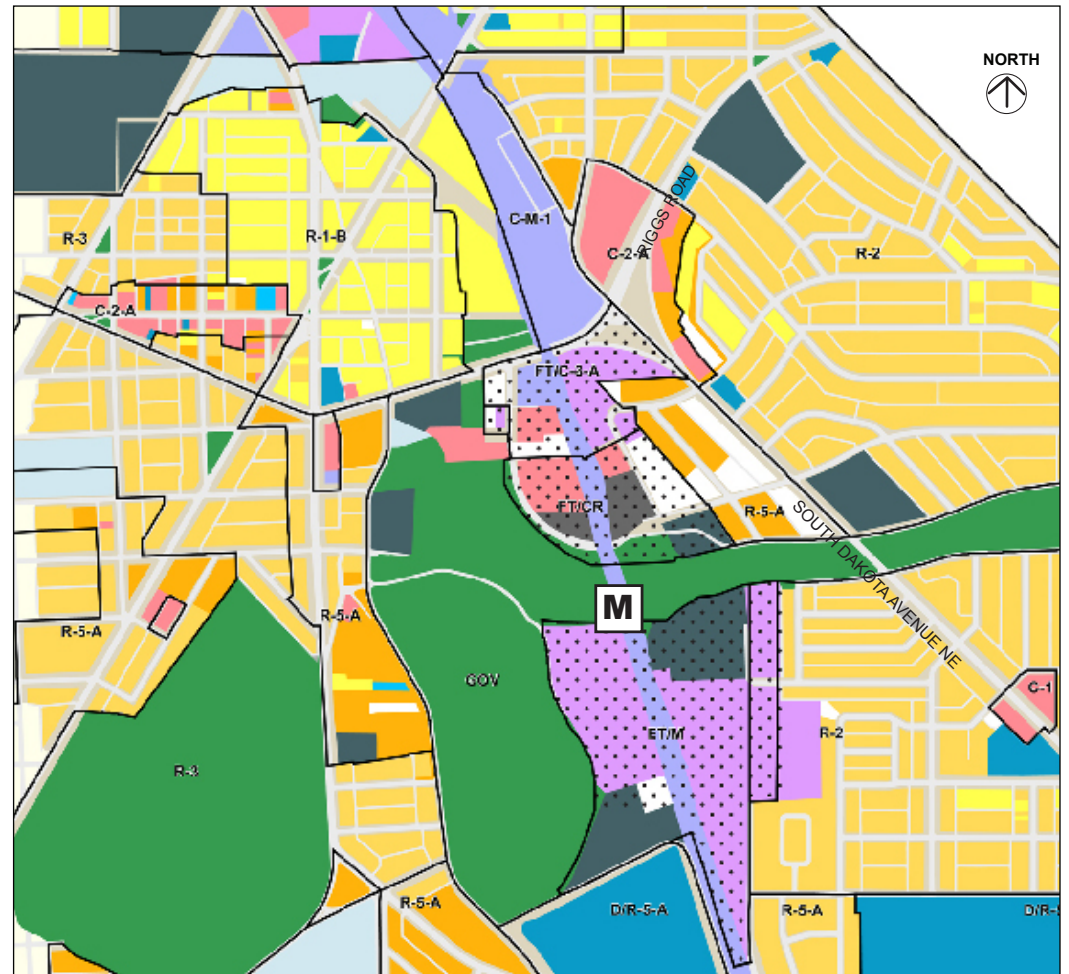 NORTH
RIGGS ROAD
C-M-1
R-3
R-1-B
C-2-A
R-2
C-2-A
FT/C-3-A
FT/CR
R-5-A
SOUTH DAKOTA AVENUE NE
M
R-5-A
R-5-A
GOV
C-1
R-2
R-3
R-5-A
D/R-5-A
R-5-A